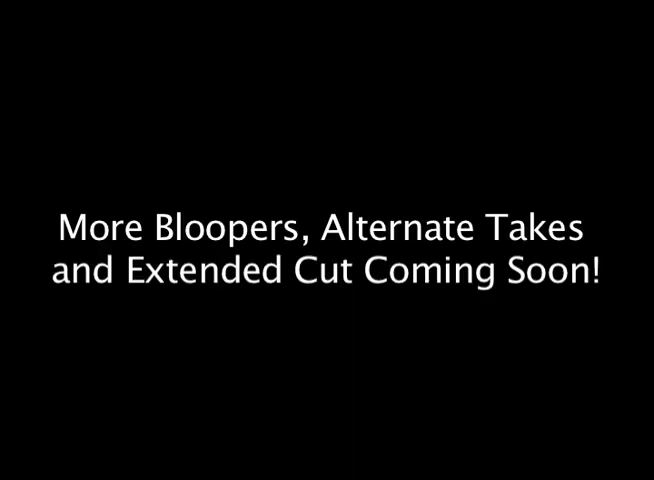 More Bloopers, Alternate Takes
and Extended Cut Coming Soon!